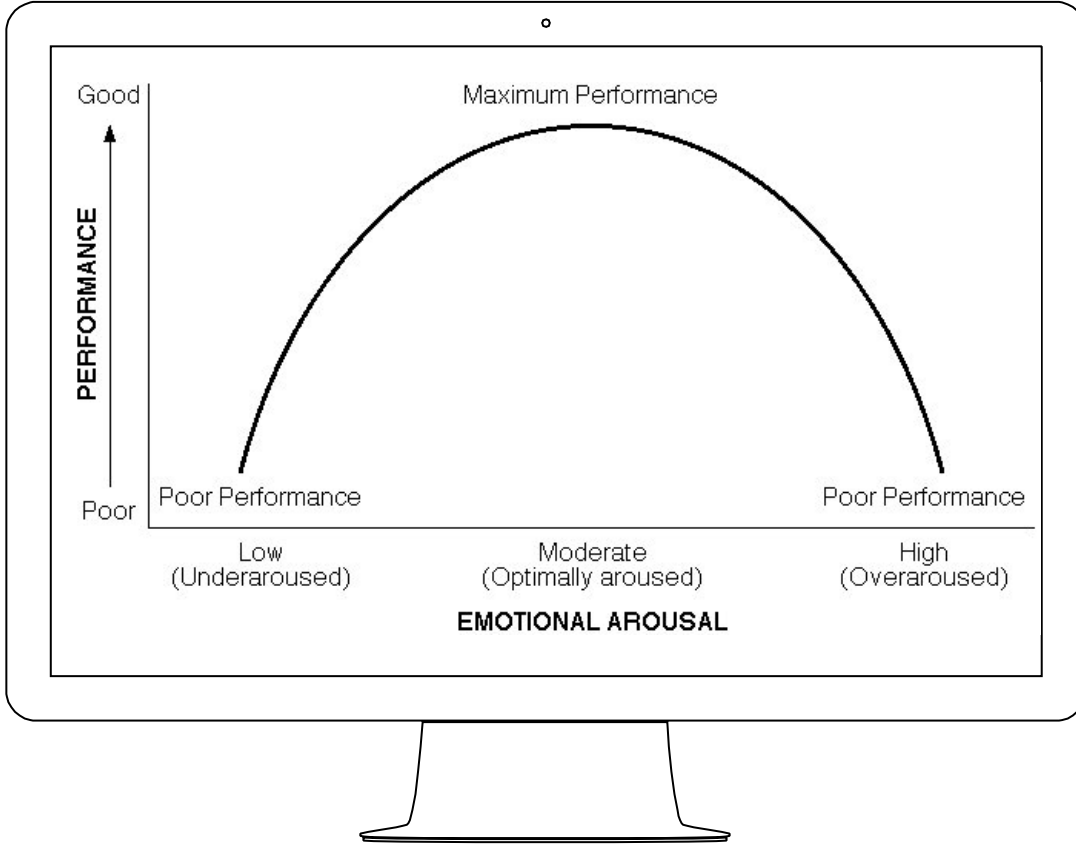 Good
Maximum Performance
PERFORMANCE
Poor
Poor Performance
Poor Performance
Low
(Underaroused)
Moderate
(Optimally aroused)
High
(Overaroused)
EMOTIONAL AROUSAL